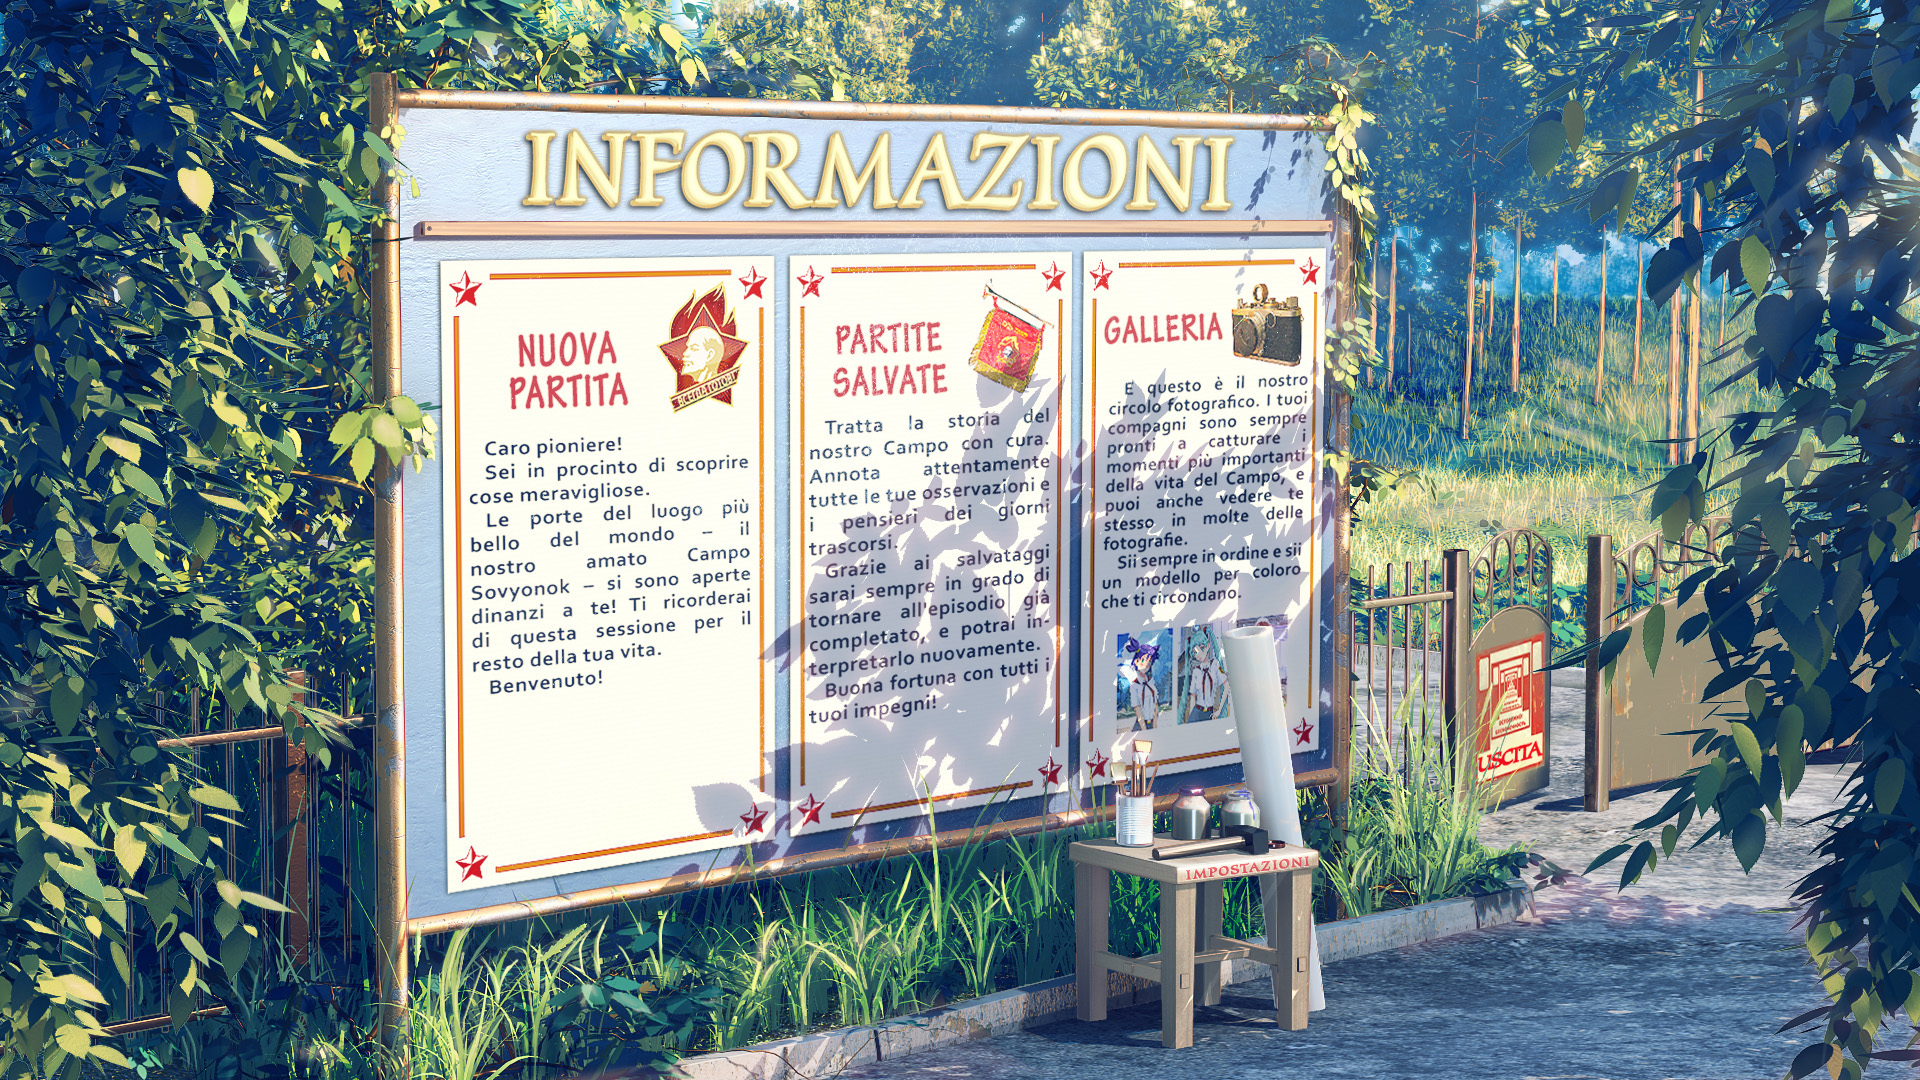 INFORMAZIONI
NUOVA
PARTITA
ВСЕГДА ГОТОВ!
Caro pioniere!
Sei in procinto di scoprire
cose meravigliose.
Le porte del luogo più
bello del mondo – il
nostro amato Campo
Sovyonok – si sono aperte
dinanzi a te! Ti ricorderai
di questa sessione per il
resto della tua vita.
Benvenuto!
PARTITE
SALVATE
Tratta la storia del
nostro Campo con cura.
Annota attentamente
tutte le tue osservazioni e
i pensieri dei giorni
trascorsi.
Grazie ai salvataggi
sarai sempre in grado di
tornare all'episodio già
completato, e potrai in-
terpretarlo nuovamente.
Buona fortuna con tutti i
tuoi impegni!
GALLERIA
E questo è il nostro
circolo fotografico. I tuoi
compagni sono sempre
pronti a catturare i
momenti più importanti
della vita del Campo, e
puoi anche vedere te
stesso in molte delle
fotografie.
Sii sempre in ordine e sii
un modello per coloro
che ti circondano.
IMPOSTAZIONI
USCITA